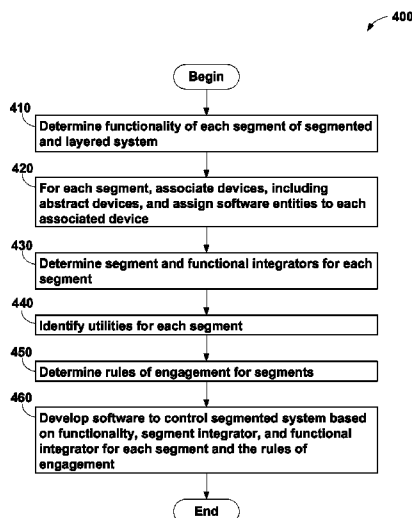 400
Begin
410
Determine functionality of each segment of segmented
and layered system
420
For each segment, associate devices, including
abstract devices, and assign software entities to each
associated device
430
Determine segment and functional integrators for each
segment
440
Identify utilities for each segment
450
Determine rules of engagement for segments
460
Develop software to control segmented system based
on functionality, segment integrator, and functional
integrator for each segment and the rules of
engagement
End